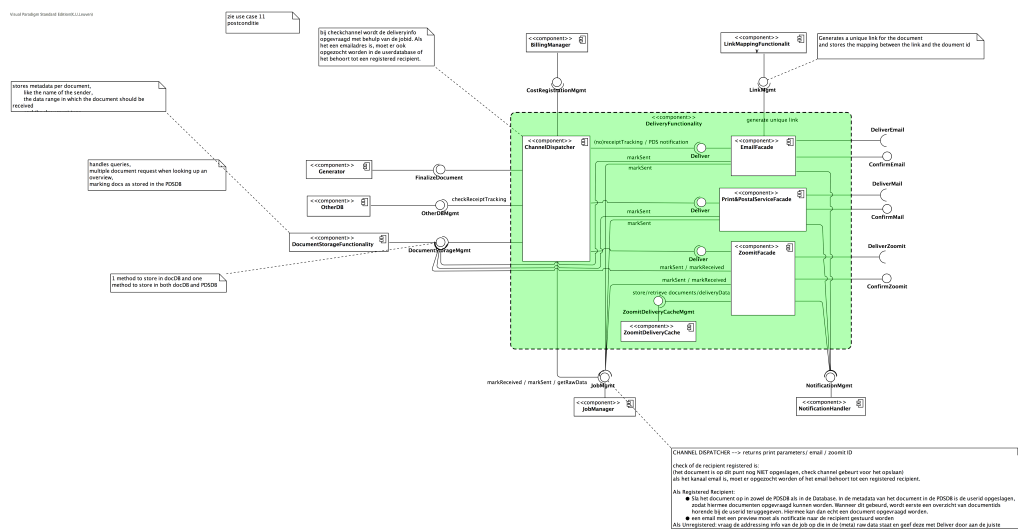 Visual Paradigm Standard Edition(K.U.Leuven)
zie use case 11
postconditie
bij checkchannel wordt de deliveryinfo
opgevraagd met behulp van de jobid. Als
het een emailadres is, moet er ook
opgezocht worden in de userdatabase of
het behoort tot een registered recipient.
<<component>>
BillingManager
<<component>>
LinkMappingFunctionalit
y
Generates a unique link for the document
and stores the mapping between the link and the doument id
stores metadata per document,
like the name of the sender,
the data range in which the document should be
received
CostRegistrationMgmt
LinkMgmt
<<component>>
DeliveryFunctionality
generate unique link
<<component>>
ChannelDispatcher
(no)receiptTracking / PDS notification
Deliver
<<component>>
EmailFacade
DeliverEmail
ConfirmEmail
markSent
markSent
handles queries,
multiple document request when looking up an
overview,
marking docs as stored in the PDSDB
<<component>>
Generator
FinalizeDocument
<<component>>
OtherDB
checkReceiptTracking
OtherDBMgmt
Deliver
<<component>>
Print&PostalServiceFacade
DeliverMail
ConfirmMail
markSent
markSent
<<component>>
DocumentStorageFunctionality
DocumentStorageMgmt
Deliver
<<component>>
ZoomitFacade
DeliverZoomit
ConfirmZoomit
markSent / markReceived
markSent / markReceived
1 method to store in docDB and one
method to store in both docDB and PDSDB
store/retrieve documents/deliveryData
ZoomitDeliveryCacheMgmt
<<component>>
ZoomitDeliveryCache
markReceived / markSent / getRawData
JobMgmt
NotificationMgmt
<<component>>
JobManager
<<component>>
NotificationHandler
CHANNEL DISPATCHER --> returns print parameters/ email / zoomit ID
check of de recipient registered is:
(het document is op dit punt nog NIET opgeslagen, check channel gebeurt voor het opslaan)
als het kanaal email is, moet er opgezocht worden of het email behoort tot een registered recipient.
Als Registered Recipient:
● Sla het document op in zowel de PDSDB als in de Database. In de metadata van het document in de PDSDB is de userid opgeslagen,
zodat hiermee documenten opgevraagd kunnen worden. Wanneer dit gebeurd, wordt eerste een overzicht van documentids
horende bij de userid teruggegeven. Hiermee kan dan echt een document opgevraagd worden.
● een email met een preview moet als notificatie naar de recipient gestuurd worden
Als Unregistered: vraag de addressing info van de job op die in de (meta) raw data staat en geef deze met Deliver door aan de juiste